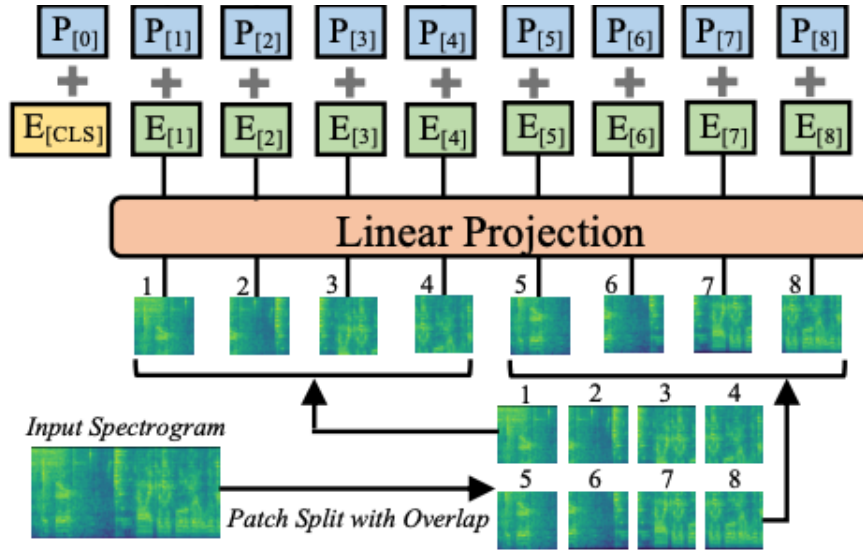 P[0] P[1] P[2] P[3] P[4] P[5] P[6] P[7] P[8]
+ + + + + + + + +
E[CLS] E[1] E[2] E[3] E[4] E[5] E[6] E[7] E[8]
Linear Projection
1 2 3 4 5 6 7 8
1 2 3 4
Input Spectrogram
5 6 7 8
Patch Split with Overlap